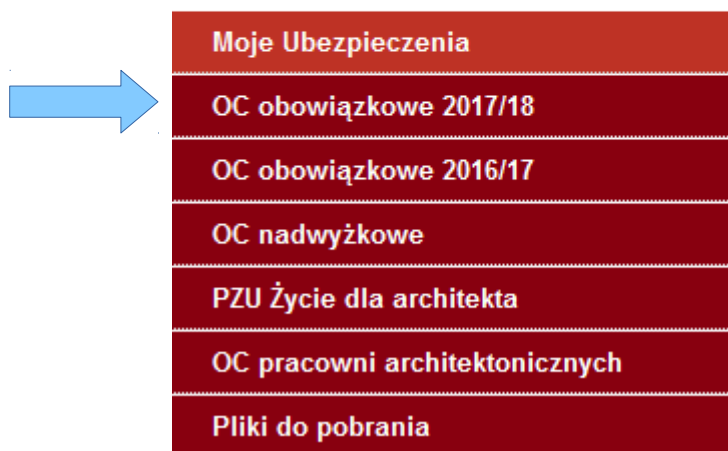 Moje Ubezpieczenia
OC obowiązkowe 2017/18
OC obowiązkowe 2016/17
OC nadwyżkowe
PZU Życie dla architekta
OC pracowni architektonicznych
Pliki do pobrania